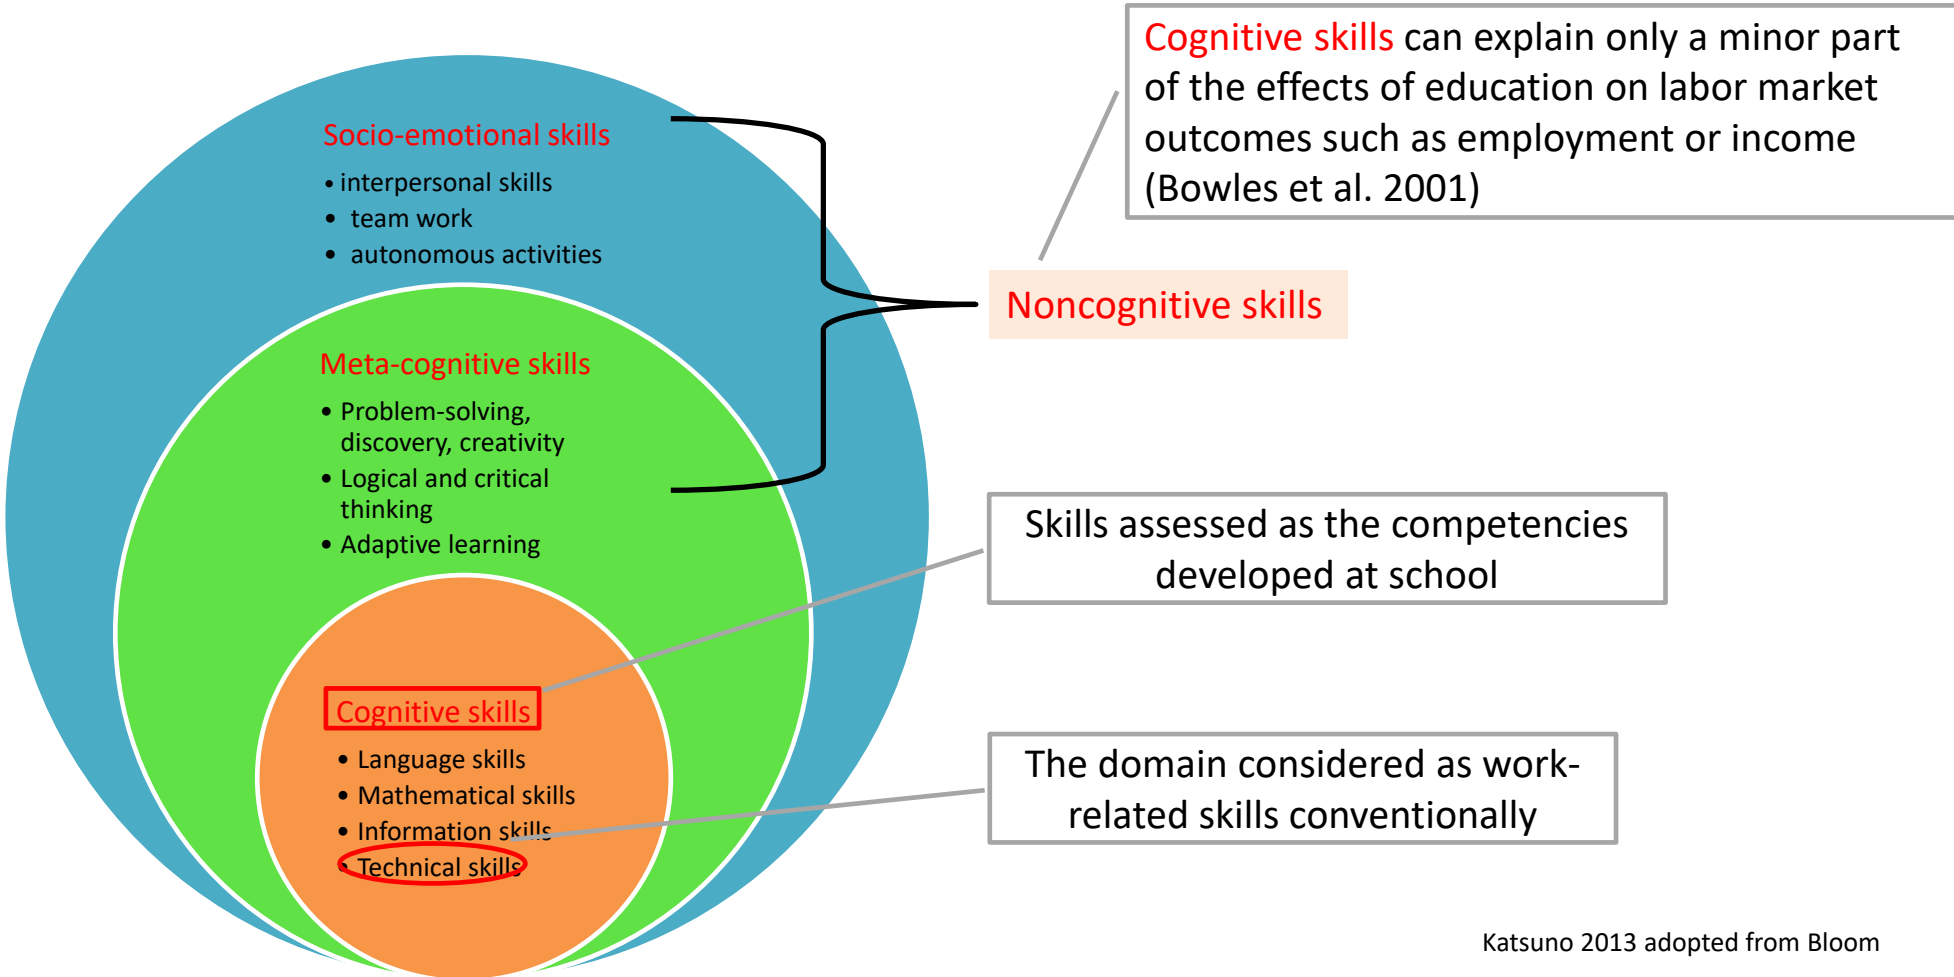 Cognitive skills can explain only a minor part
of the effects of education on labor market
outcomes such as employment or income
(Bowles et al. 2001)
Socio-emotional skills
• interpersonal skills
• team work
• autonomous activities
Noncognitive skills
Meta-cognitive skills
• Problem-solving,
discovery, creativity
• Logical and critical
thinking
• Adaptive learning
Skills assessed as the competencies
developed at school
Cognitive skills
• Language skills
• Mathematical skills
• Information skills
• Technical skills
The domain considered as work-
related skills conventionally
Katsuno 2013 adopted from Bloom